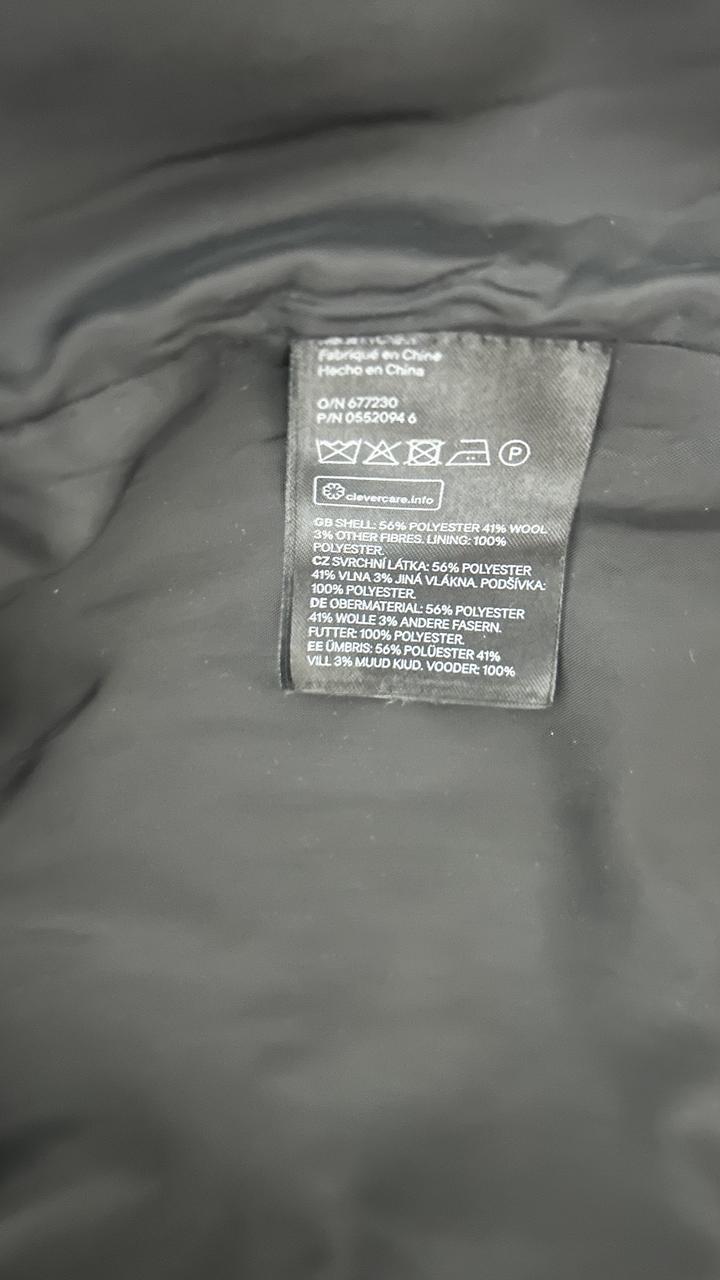 Fabriqué en Chine
Hecho en China
O/N 677230
P/N 0552094 6
P
clevercare.info
GB SHELL: 56% POLYESTER 41% WOOL
3% OTHER FIBRES. LINING: 100%
POLYESTER.
CZ SVRCHNÍ LÁTKA: 56% POLYESTER
41% VLNA 3% JINÁ VLÁKNA. PODŠÍVKA:
100% POLYESTER.
DE OBERMATERIAL: 56% POLYESTER
41% WOLLE 3% ANDERE FASERN.
FUTTER: 100% POLYESTER.
EE ÜMBRIS: 56% POLÜESTER 41%
VILL 3% MUUD KIUD. VOODER: 100%